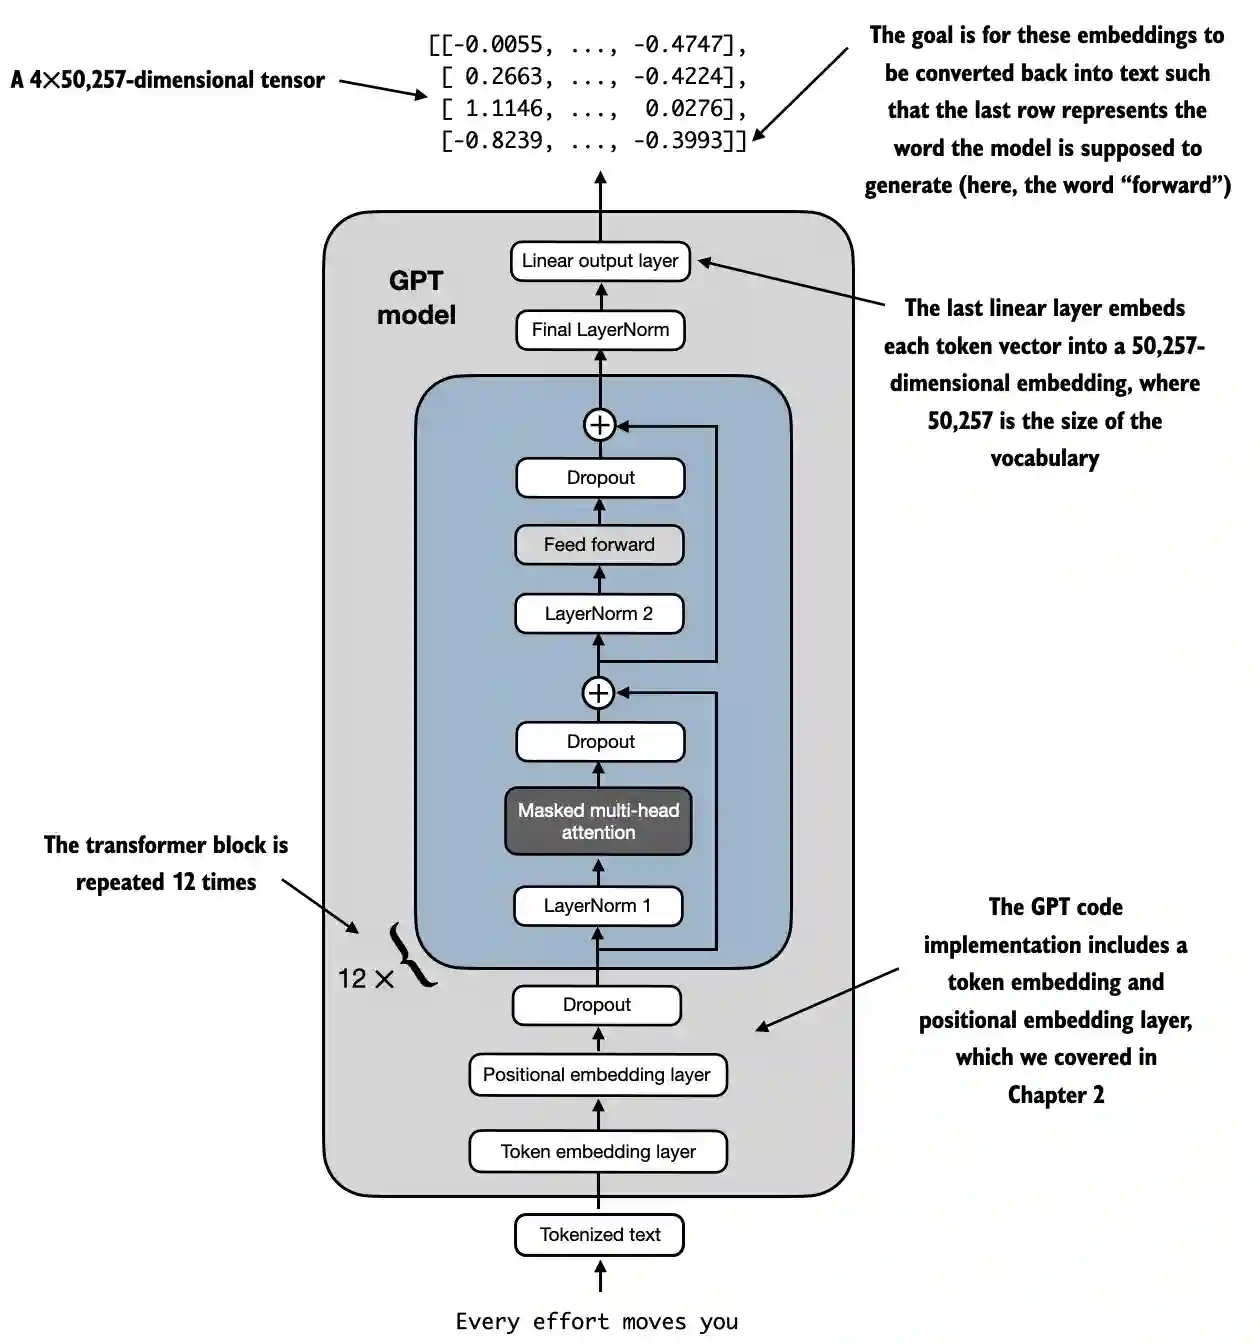 [[-0.0055, ..., -0.4747],
[ 0.2663, ..., -0.4224],
[ 1.1146, ..., 0.0276],
[-0.8239, ..., -0.3993]]
A 4×50,257-dimensional tensor
The goal is for these embeddings to
be converted back into text such
that the last row represents the
word the model is supposed to
generate (here, the word “forward”)
GPT
model
Linear output layer
Final LayerNorm
The last linear layer embeds
each token vector into a 50,257-
dimensional embedding, where
50,257 is the size of the
vocabulary
+
Dropout
Feed forward
LayerNorm 2
+
Dropout
Masked multi-head
attention
LayerNorm 1
The transformer block is
repeated 12 times
12 ×
{
Dropout
Positional embedding layer
Token embedding layer
The GPT code
implementation includes a
token embedding and
positional embedding layer,
which we covered in
Chapter 2
Tokenized text
Every effort moves you